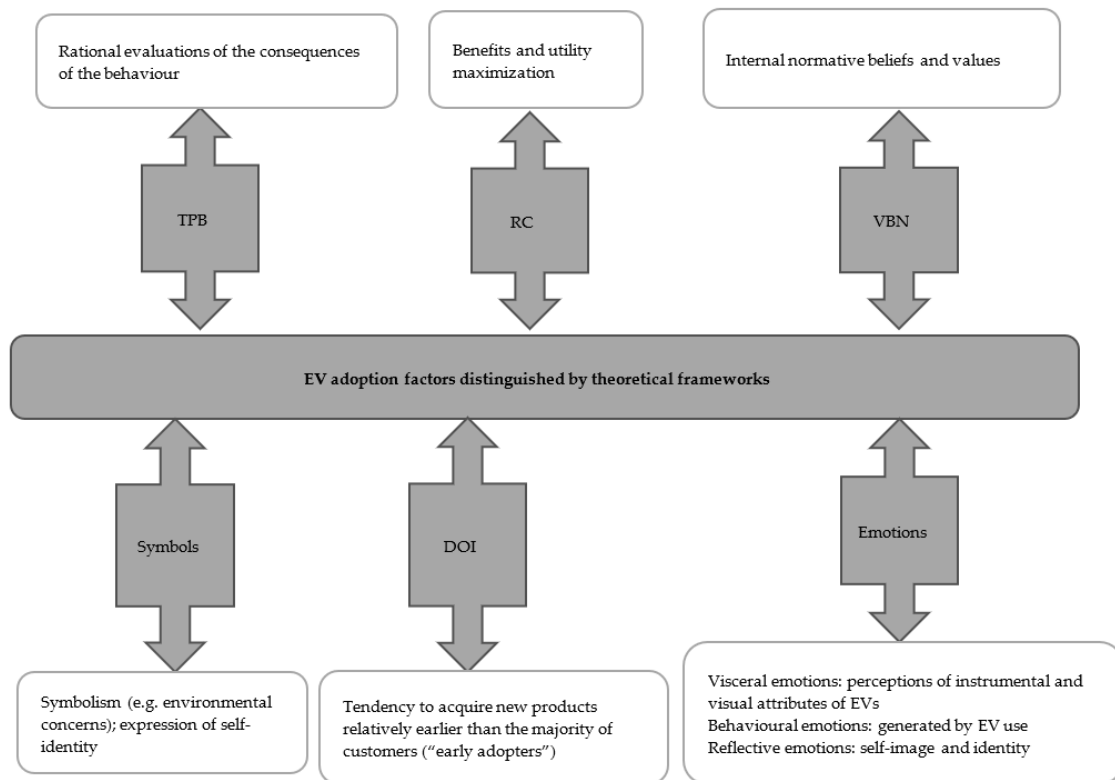 Rational evaluations of the consequences
of the behaviour
Benefits and utility
maximization
Internal normative beliefs and values
TPB
RC
VBN
EV adoption factors distinguished by theoretical frameworks
Symbols
DOI
Emotions
Symbolism (e.g. environmental
concerns); expression of self-
identity
Tendency to acquire new products
relatively earlier than the majority of
customers (“early adopters”)
Visceral emotions: perceptions of instrumental and
visual attributes of EVs
Behavioural emotions: generated by EV use
Reflective emotions: self-image and identity